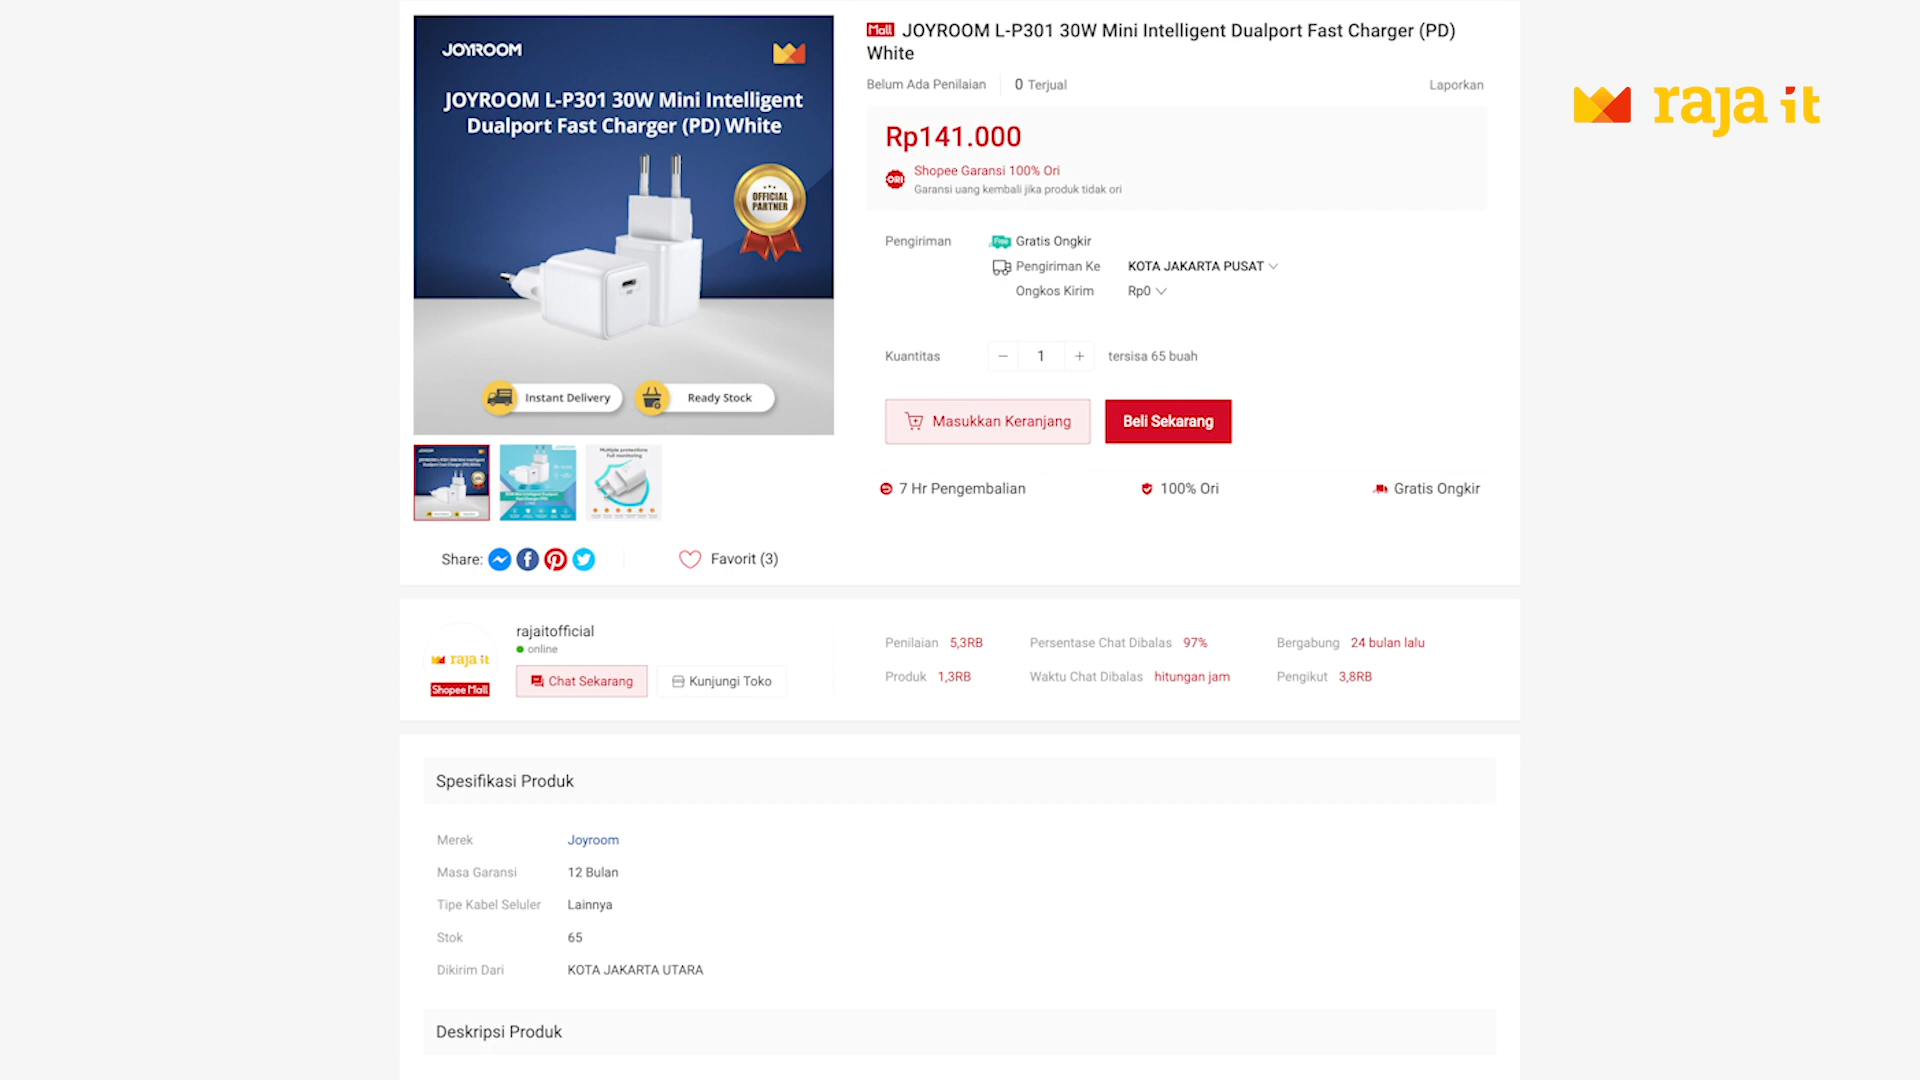 JOYROOM
JOYROOM L-P301 30W Mini Intelligent
Dualport Fast Charger (PD) White
OFFICIAL
PARTNER
Instant Delivery
Ready Stock
Multiple protections
Full monitoring
Share:
Favorit (3)
Mall JOYROOM L-P301 30W Mini Intelligent Dualport Fast Charger (PD)
White
Belum Ada Penilaian 0 Terjual Laporkan
Rp141.000
ORI
Shopee Garansi 100% Ori
Garansi uang kembali jika produk tidak ori
Pengiriman Free Gratis Ongkir
Pengiriman Ke KOTA JAKARTA PUSAT
Ongkos Kirim Rp0
Kuantitas − 1 + tersisa 65 buah
Masukkan Keranjang Beli Sekarang
7 Hr Pengembalian 100% Ori Gratis Ongkir
raja it
raja it
Shopee Mall
rajaitofficial
online
Chat Sekarang Kunjungi Toko
Penilaian 5,3RB Persentase Chat Dibalas 97% Bergabung 24 bulan lalu
Produk 1,3RB Waktu Chat Dibalas hitungan jam Pengikut 3,8RB
Spesifikasi Produk
Merek Joyroom
Masa Garansi 12 Bulan
Tipe Kabel Seluler Lainnya
Stok 65
Dikirim Dari KOTA JAKARTA UTARA
Deskripsi Produk